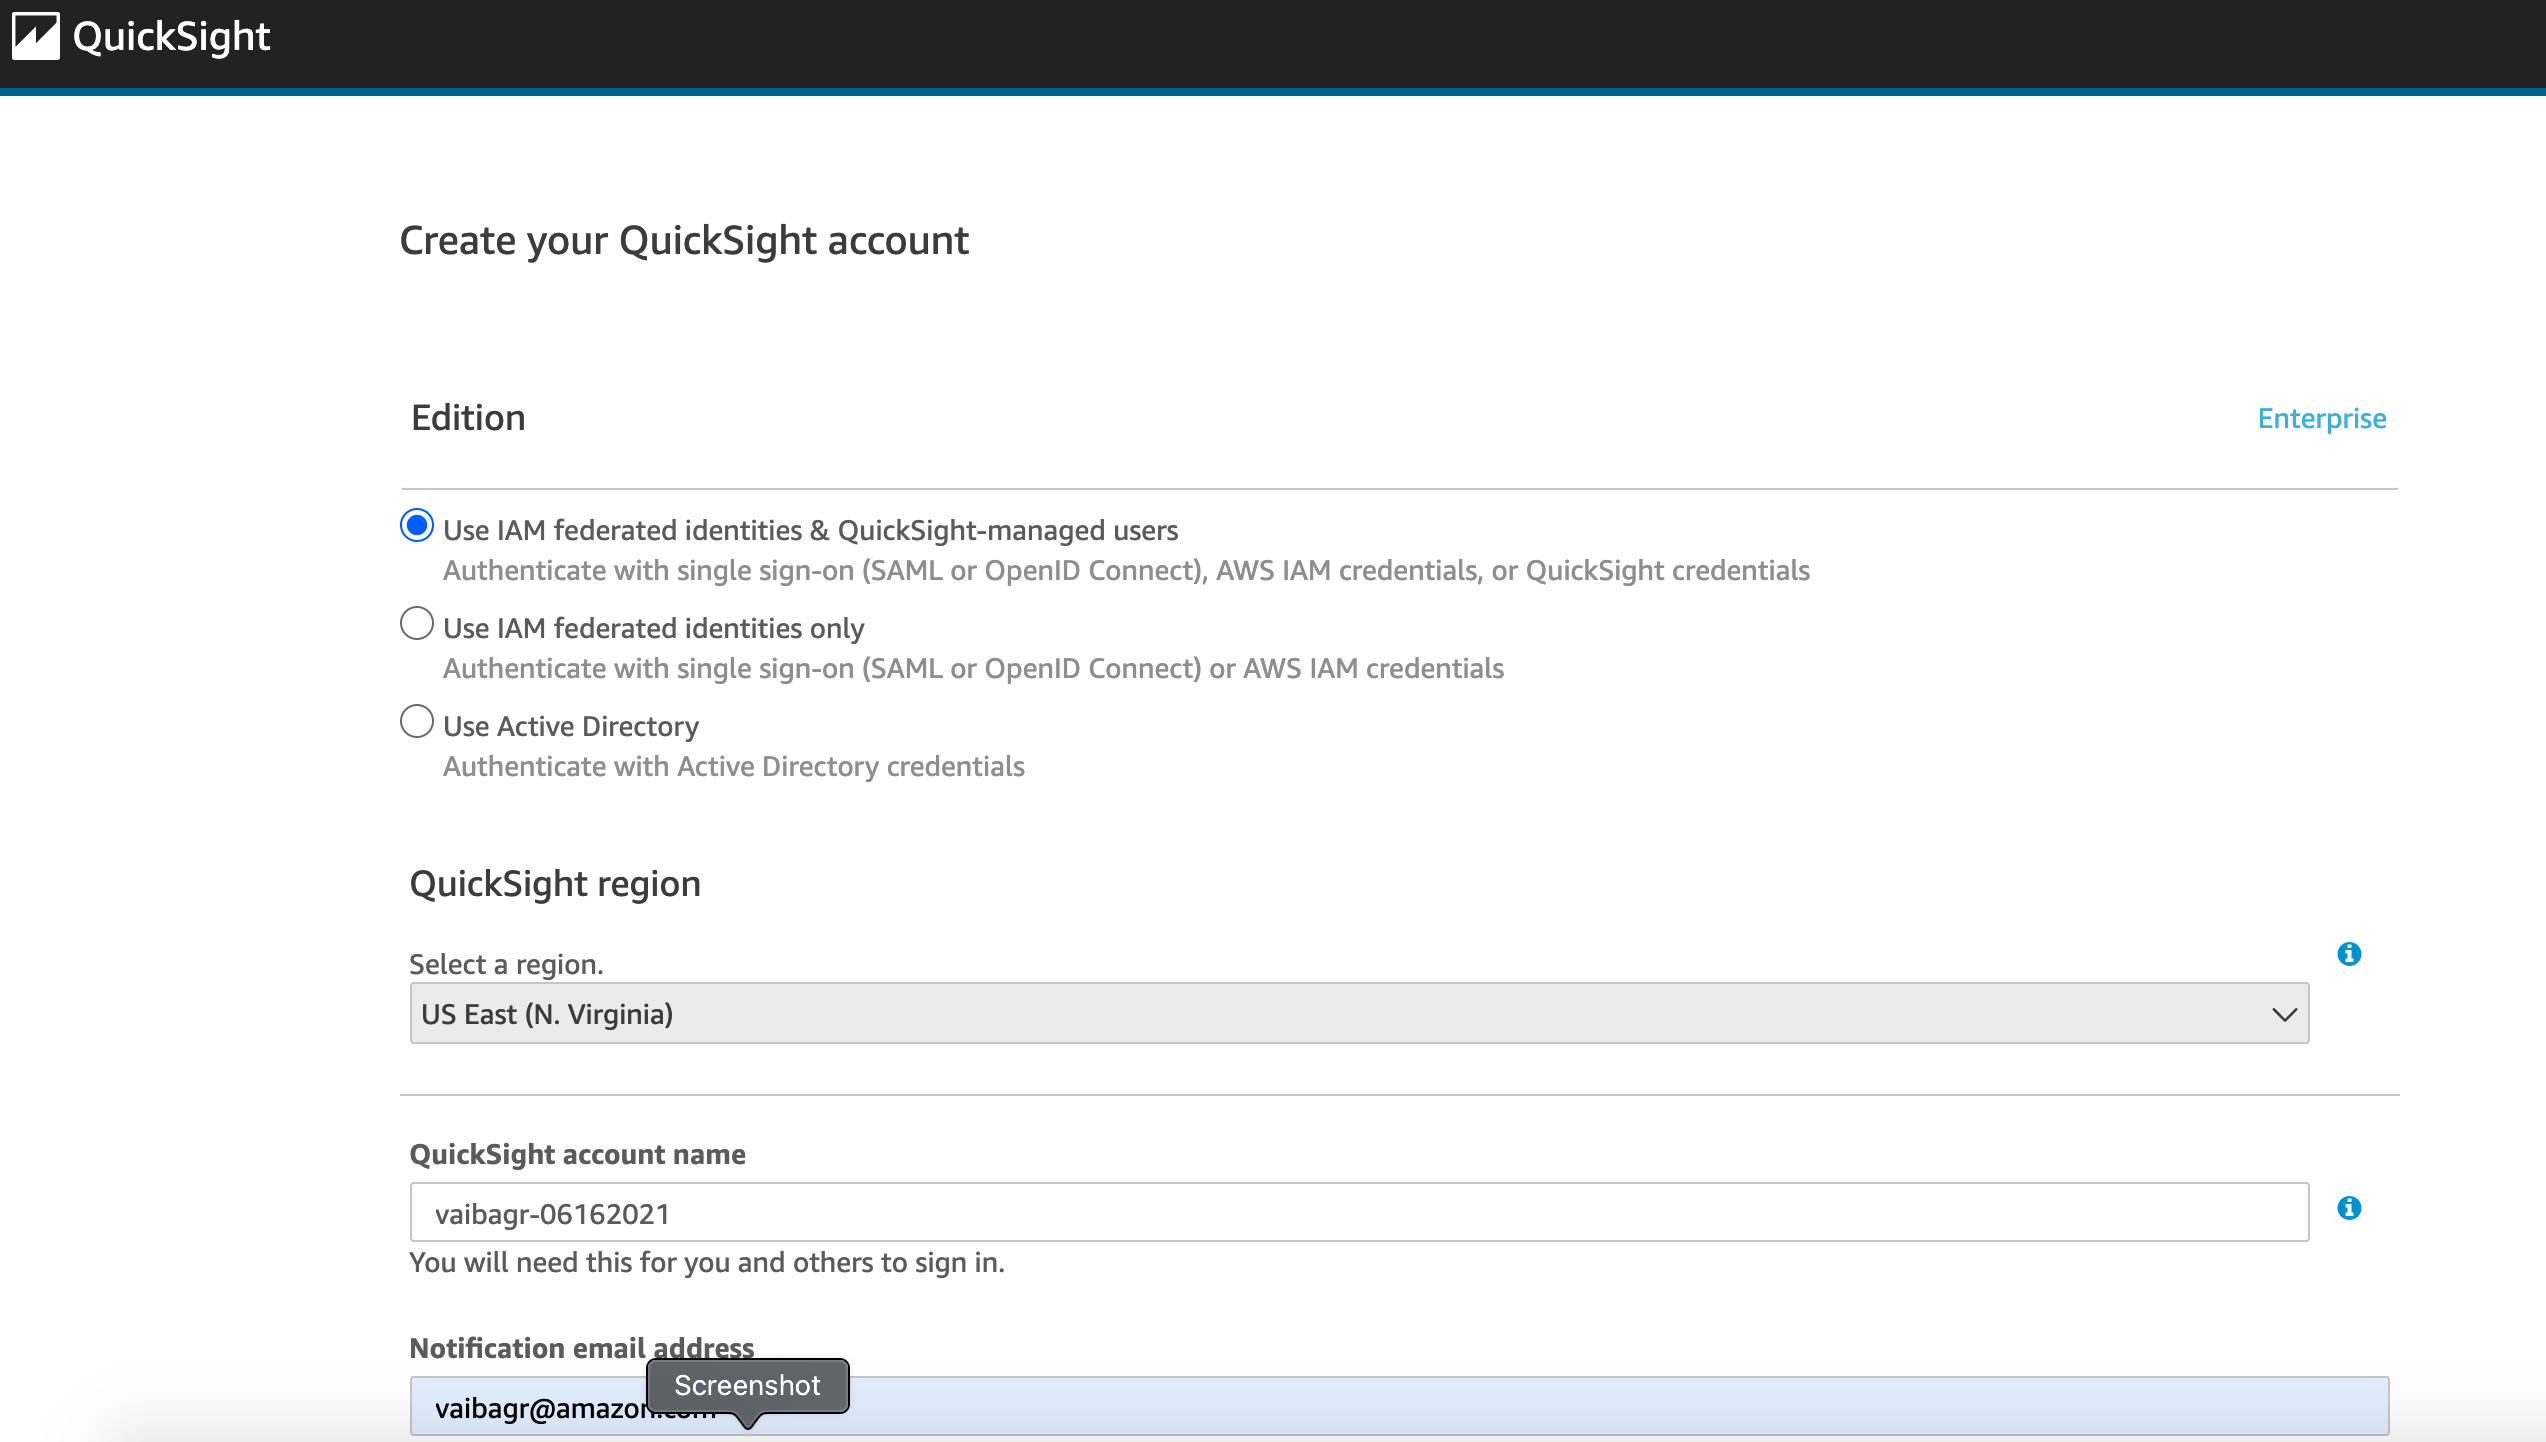 QuickSight
Create your QuickSight account
Edition
Enterprise
Use IAM federated identities & QuickSight-managed users
Authenticate with single sign-on (SAML or OpenID Connect), AWS IAM credentials, or QuickSight credentials
Use IAM federated identities only
Authenticate with single sign-on (SAML or OpenID Connect) or AWS IAM credentials
Use Active Directory
Authenticate with Active Directory credentials
QuickSight region
Select a region.
US East (N. Virginia)
QuickSight account name
vaibagr-06162021
You will need this for you and others to sign in.
Notification email address
Screenshot
vaibagr@amazon.com